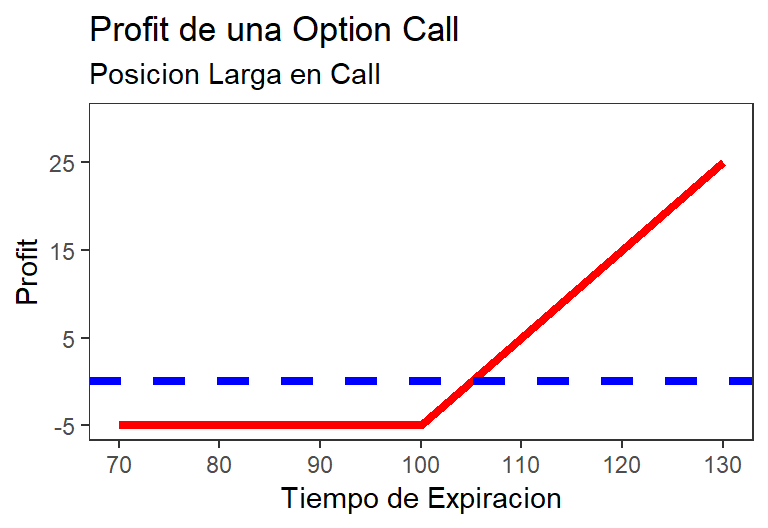 Profit de una Option Call
Posicion Larga en Call
Profit
25
15
5
-5
70 80 90 100 110 120 130
Tiempo de Expiracion